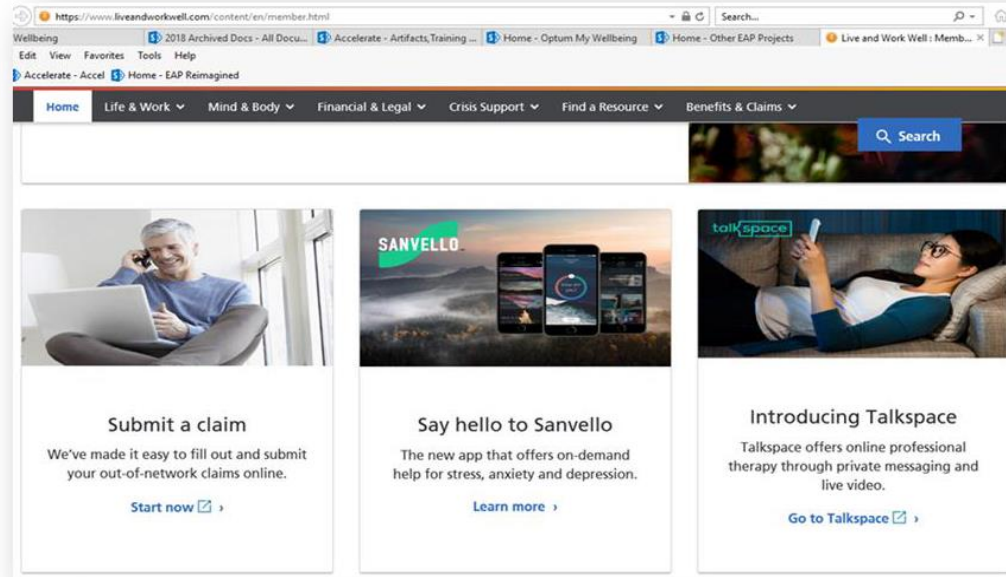 https://www.liveandworkwell.com/content/en/member.html
Search...
Wellbeing
2018 Archived Docs - All Docu...
Accelerate - Artifacts, Training ...
Home - Optum My Wellbeing
Home - Other EAP Projects
Live and Work Well : Memb...
Edit View Favorites Tools Help
Accelerate - Accel Home - EAP Reimagined
Home Life & Work Mind & Body Financial & Legal Crisis Support Find a Resource Benefits & Claims
Search
SANVELLO
talkspace
Submit a claim
We've made it easy to fill out and submit
your out-of-network claims online.
Start now
Say hello to Sanvello
The new app that offers on-demand
help for stress, anxiety and depression.
Learn more
Introducing Talkspace
Talkspace offers online professional
therapy through private messaging and
live video.
Go to Talkspace